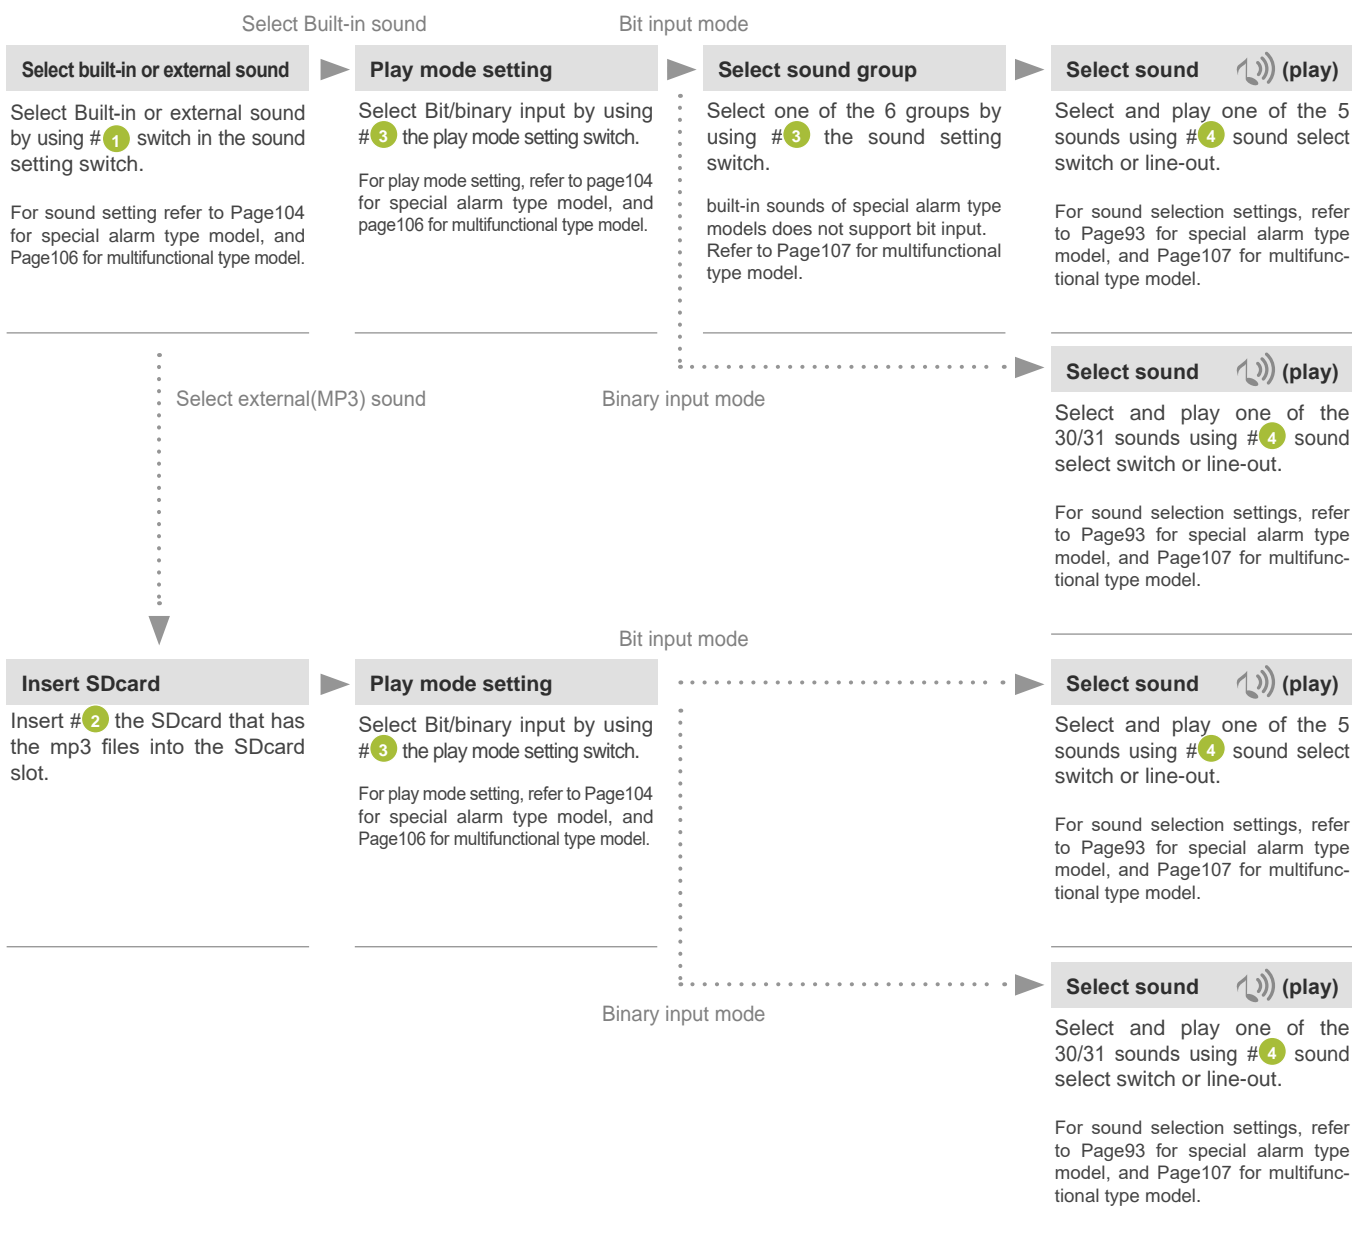 Select Built-in sound
Bit input mode
Select built-in or external sound
Select Built-in or external sound
by using #1 switch in the sound
setting switch.
For sound setting refer to Page104
for special alarm type model, and
Page106 for multifunctional type model.
Play mode setting
Select Bit/binary input by using
#3 the play mode setting switch.
For play mode setting, refer to page104
for special alarm type model, and
page106 for multifunctional type model.
Select sound group
Select one of the 6 groups by
using #3 the sound setting
switch.
built-in sounds of special alarm type
models does not support bit input.
Refer to Page107 for multifunctional
type model.
Select sound (play)
Select and play one of the 5
sounds using #4 sound select
switch or line-out.
For sound selection settings, refer
to Page93 for special alarm type
model, and Page107 for multifunc-
tional type model.
Select external(MP3) sound
Binary input mode
Select sound (play)
Select and play one of the
30/31 sounds using #4 sound
select switch or line-out.
For sound selection settings, refer
to Page93 for special alarm type
model, and Page107 for multifunc-
tional type model.
Bit input mode
Insert SDcard
Insert #2 the SDcard that has
the mp3 files into the SDcard
slot.
Play mode setting
Select Bit/binary input by using
#3 the play mode setting switch.
For play mode setting, refer to Page104
for special alarm type model, and
Page106 for multifunctional type model.
Select sound (play)
Select and play one of the 5
sounds using #4 sound select
switch or line-out.
For sound selection settings, refer
to Page93 for special alarm type
model, and Page107 for multifunc-
tional type model.
Binary input mode
Select sound (play)
Select and play one of the
30/31 sounds using #4 sound
select switch or line-out.
For sound selection settings, refer
to Page93 for special alarm type
model, and Page107 for multifunc-
tional type model.